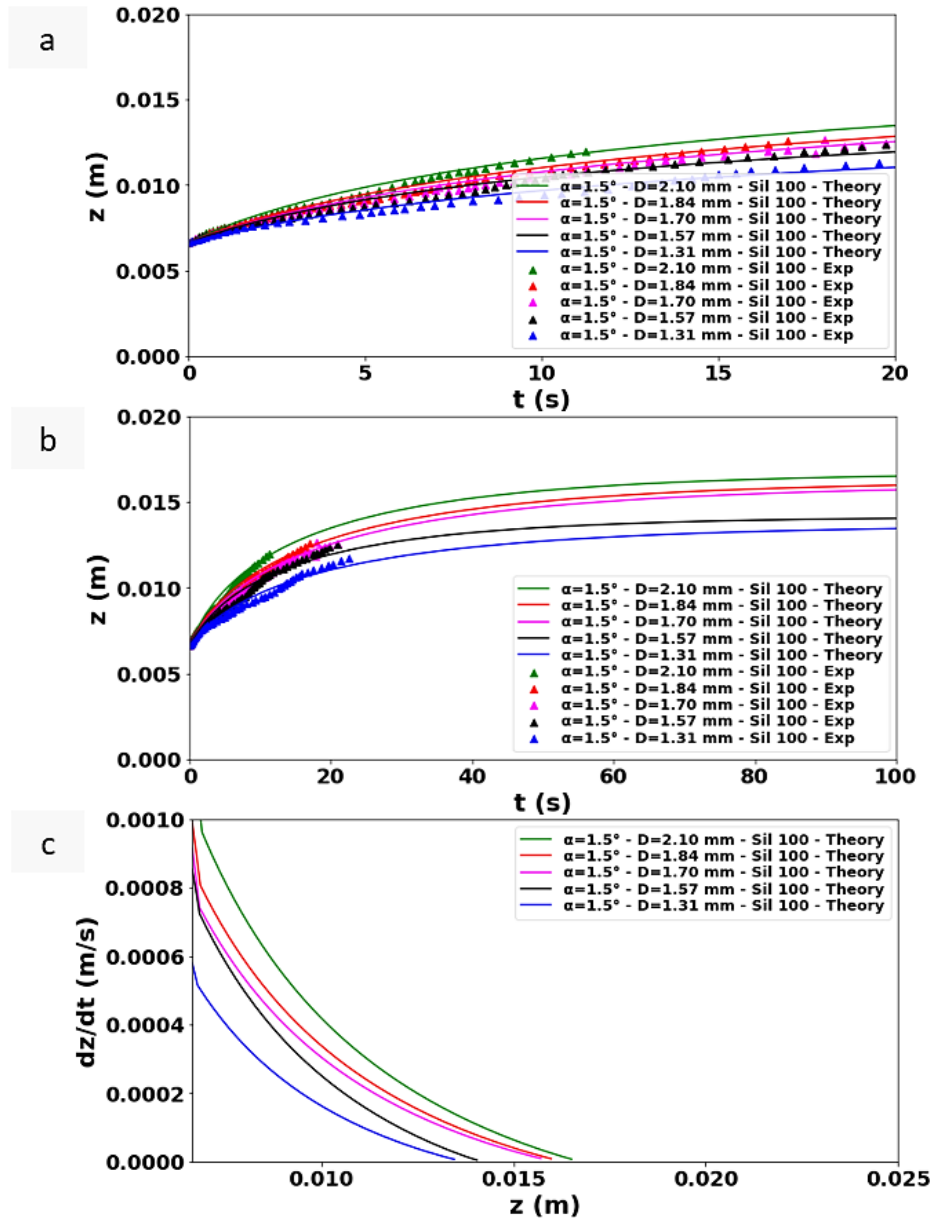 a
0.020
0.015
0.010
0.005
0.000
z (m)
α=1.5° - D=2.10 mm - Sil 100 - Theory
α=1.5° - D=1.84 mm - Sil 100 - Theory
α=1.5° - D=1.70 mm - Sil 100 - Theory
α=1.5° - D=1.57 mm - Sil 100 - Theory
α=1.5° - D=1.31 mm - Sil 100 - Theory
α=1.5° - D=2.10 mm - Sil 100 - Exp
α=1.5° - D=1.84 mm - Sil 100 - Exp
α=1.5° - D=1.70 mm - Sil 100 - Exp
α=1.5° - D=1.57 mm - Sil 100 - Exp
α=1.5° - D=1.31 mm - Sil 100 - Exp
0 5 10 15 20
t (s)
b
0.020
0.015
0.010
0.005
0.000
z (m)
α=1.5° - D=2.10 mm - Sil 100 - Theory
α=1.5° - D=1.84 mm - Sil 100 - Theory
α=1.5° - D=1.70 mm - Sil 100 - Theory
α=1.5° - D=1.57 mm - Sil 100 - Theory
α=1.5° - D=1.31 mm - Sil 100 - Theory
α=1.5° - D=2.10 mm - Sil 100 - Exp
α=1.5° - D=1.84 mm - Sil 100 - Exp
α=1.5° - D=1.70 mm - Sil 100 - Exp
α=1.5° - D=1.57 mm - Sil 100 - Exp
α=1.5° - D=1.31 mm - Sil 100 - Exp
0 20 40 60 80 100
t (s)
c
0.0010
0.0008
0.0006
0.0004
0.0002
0.0000
dz/dt (m/s)
α=1.5° - D=2.10 mm - Sil 100 - Theory
α=1.5° - D=1.84 mm - Sil 100 - Theory
α=1.5° - D=1.70 mm - Sil 100 - Theory
α=1.5° - D=1.57 mm - Sil 100 - Theory
α=1.5° - D=1.31 mm - Sil 100 - Theory
0.010 0.015 0.020 0.025
z (m)